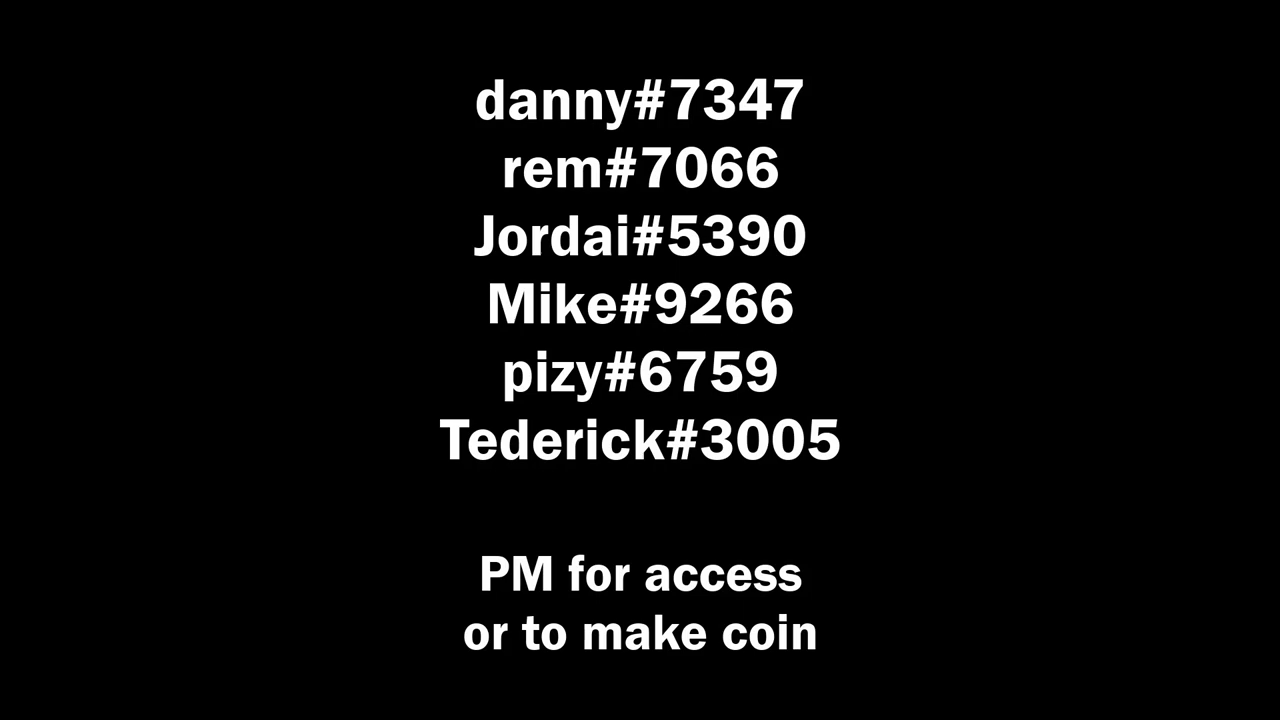 danny#7347
rem#7066
Jordai#5390
Mike#9266
pizy#6759
Tederick#3005
PM for access
or to make coin